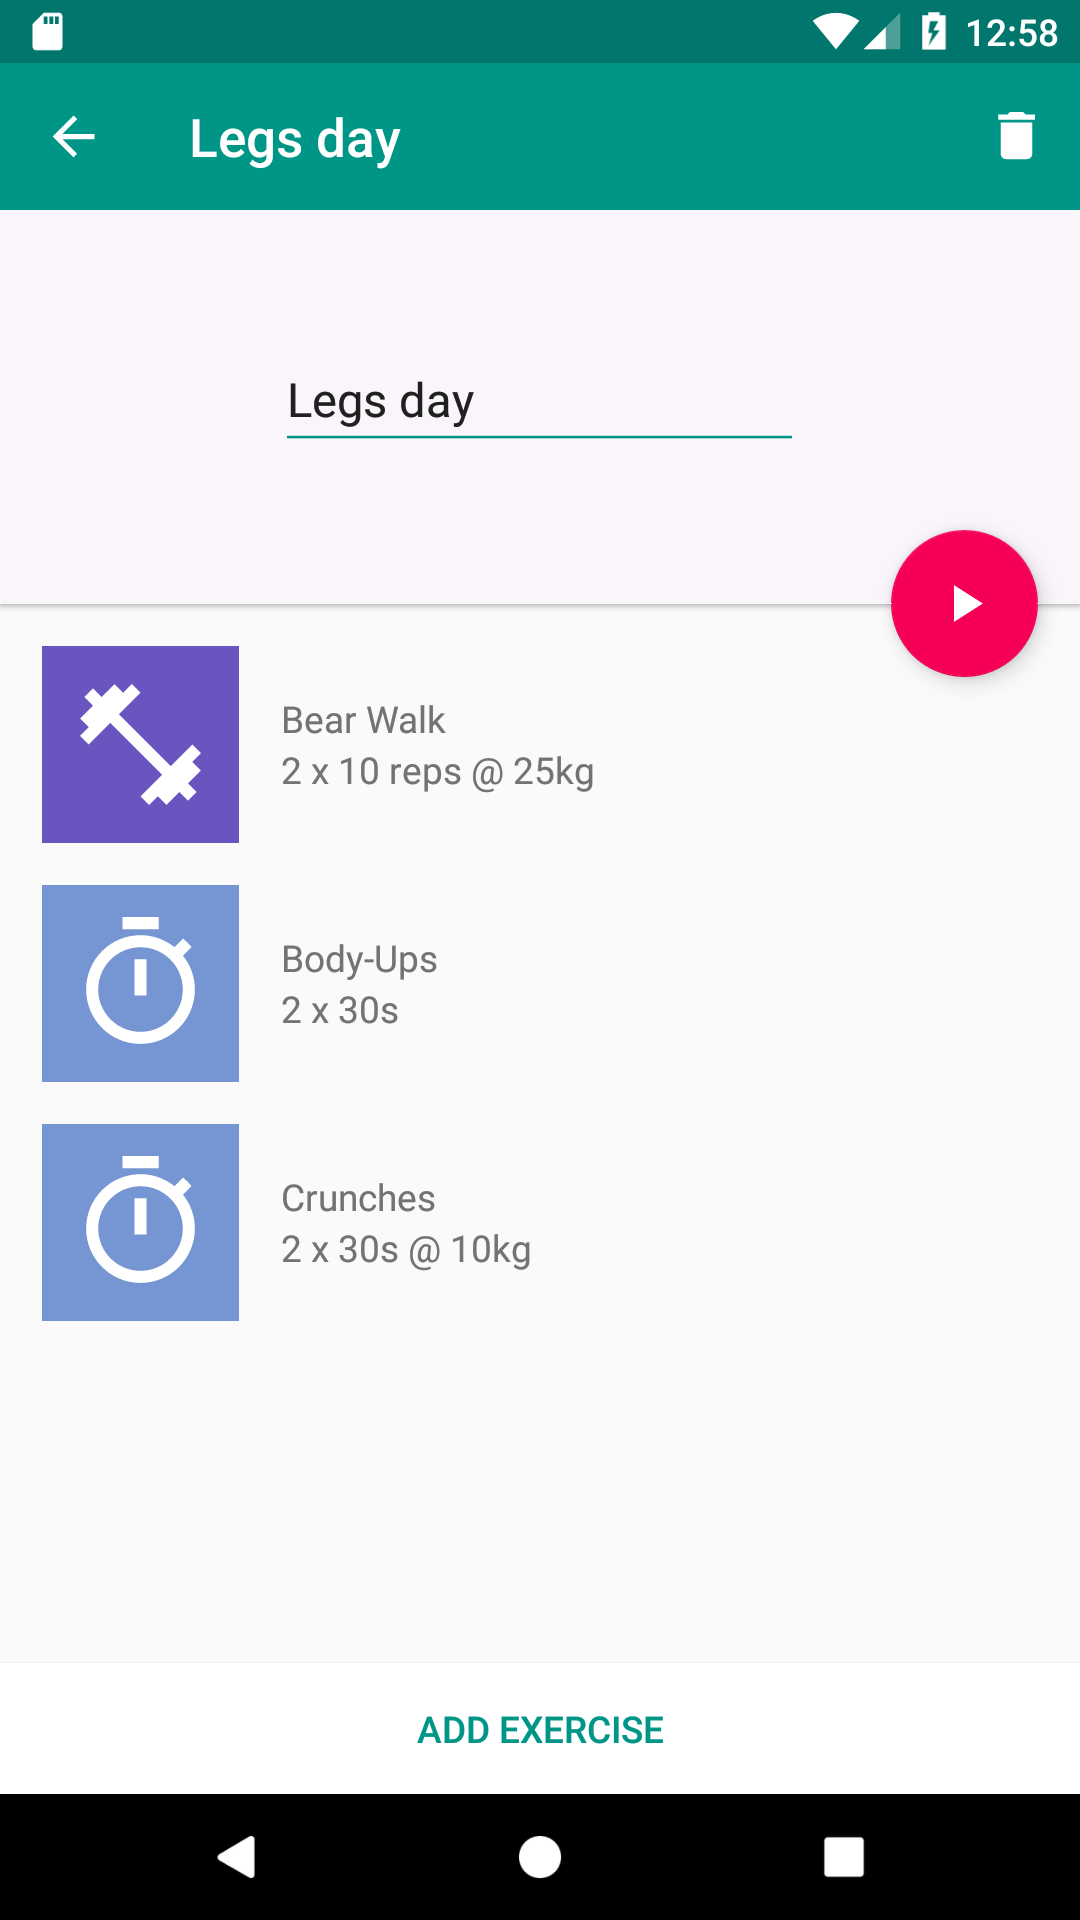 12:58
Legs day
Legs day
Bear Walk
2 x 10 reps @ 25kg
Body-Ups
2 x 30s
Crunches
2 x 30s @ 10kg
ADD EXERCISE